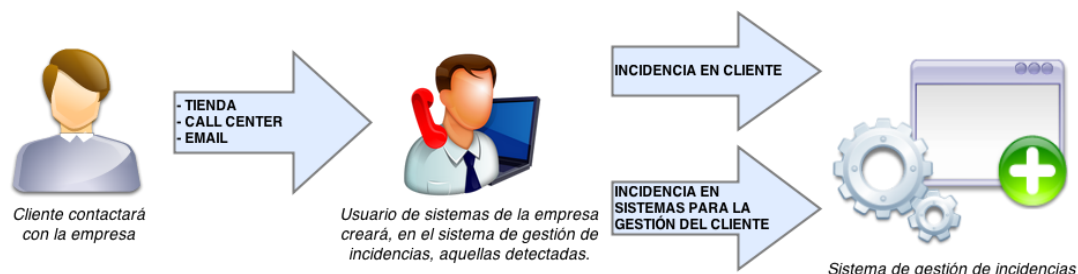 - TIENDA
- CALL CENTER
- EMAIL
Cliente contactará
con la empresa
Usuario de sistemas de la empresa
creará, en el sistema de gestión de
incidencias, aquellas detectadas.
INCIDENCIA EN CLIENTE
INCIDENCIA EN
SISTEMAS PARA LA
GESTIÓN DEL CLIENTE
Sistema de gestión de incidencias